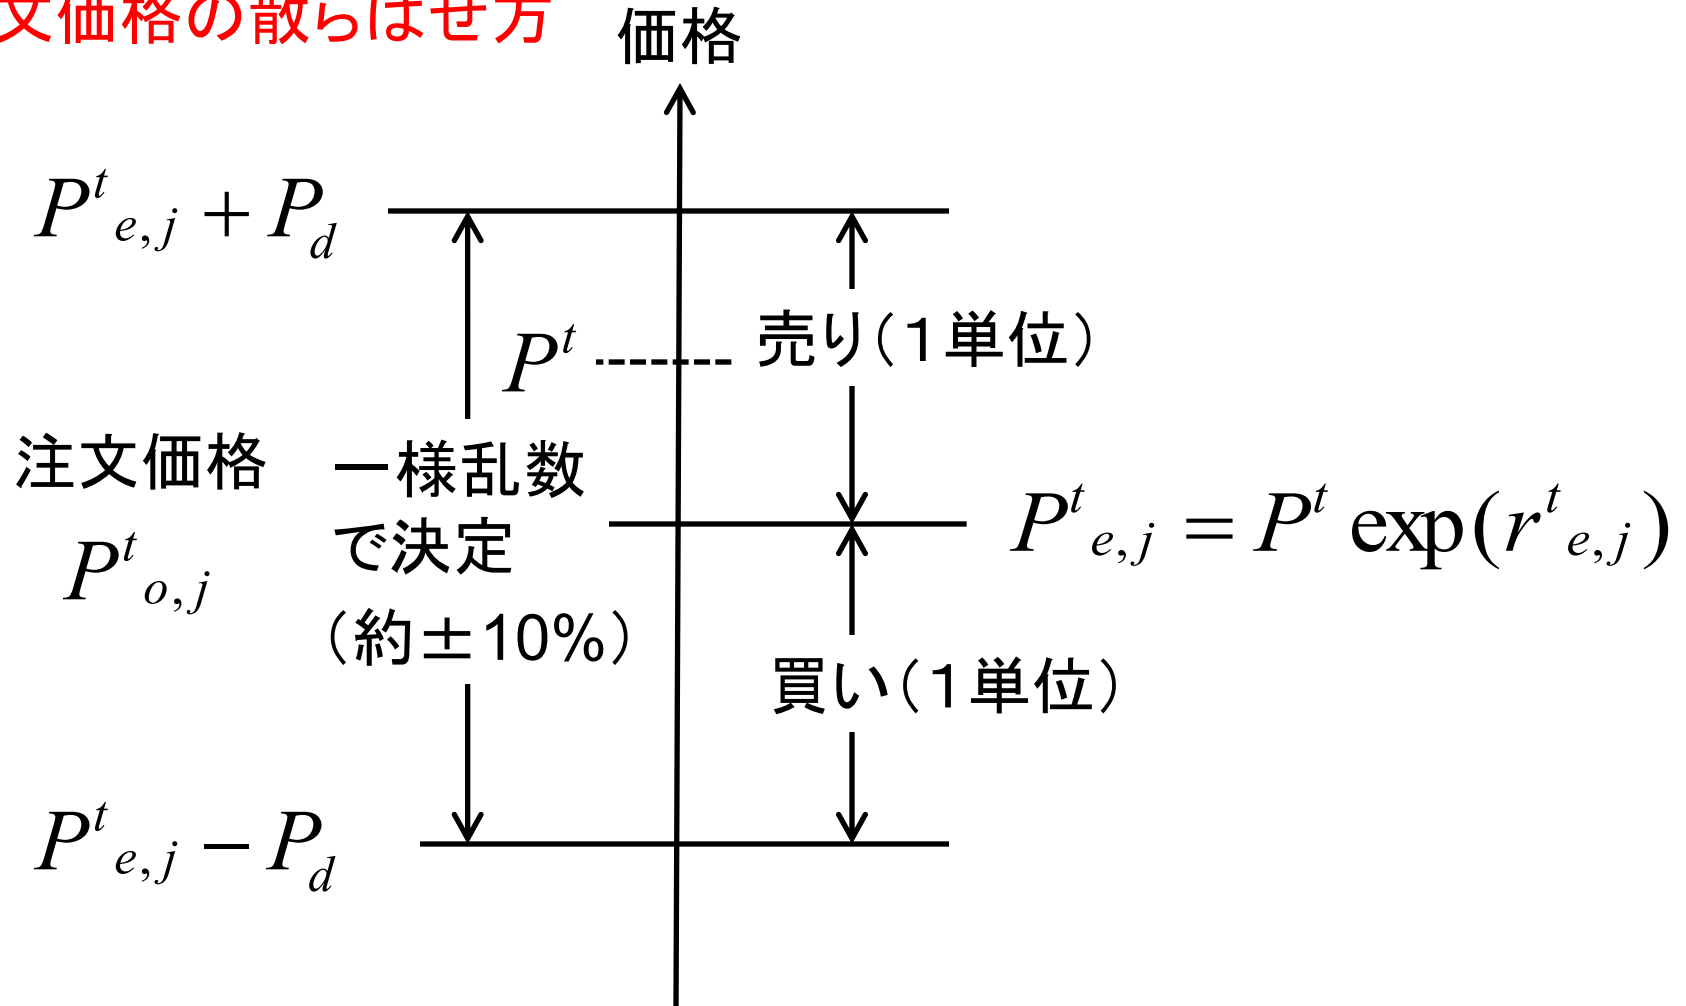 文価格の散らばせ方
価格
P^t_{e,j} + P_d
P^t
売り（1単位）
注文価格
P^t_{o,j}
一様乱数
で決定
（約±10%）
P^t_{e,j} = P^t exp(r^t_{e,j})
買い（1単位）
P^t_{e,j} − P_d